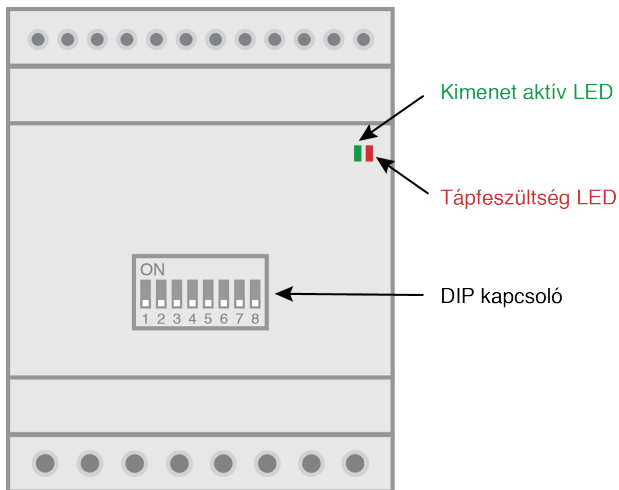 Kimenet aktív LED
Tápfeszültség LED
ON
1 2 3 4 5 6 7 8
DIP kapcsoló